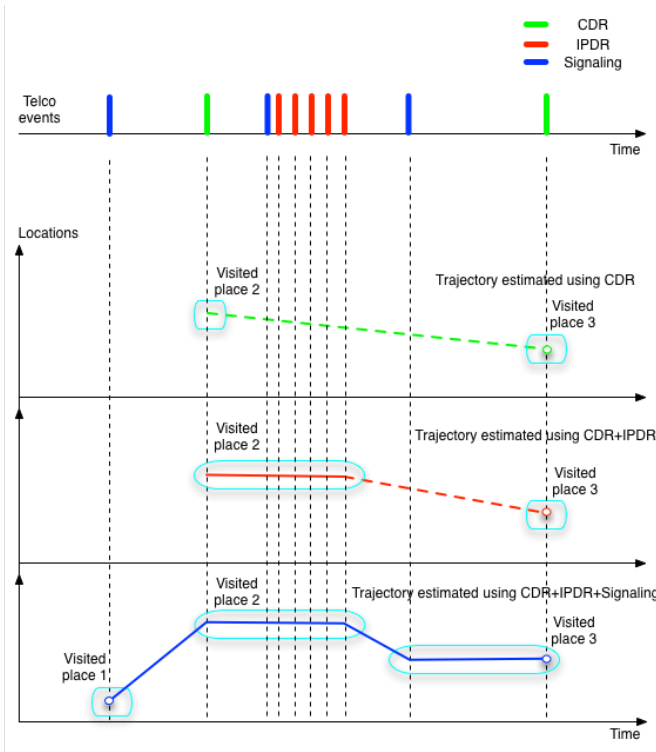 CDR
IPDR
Signaling
Telco
events
Time
Locations
Visited
place 2
Trajectory estimated using CDR
Visited
place 3
Visited
place 2
Trajectory estimated using CDR+IPDR
Visited
place 3
Visited
place 2
Trajectory estimated using CDR+IPDR+Signaling
Visited
place 3
Visited
place 1
Time